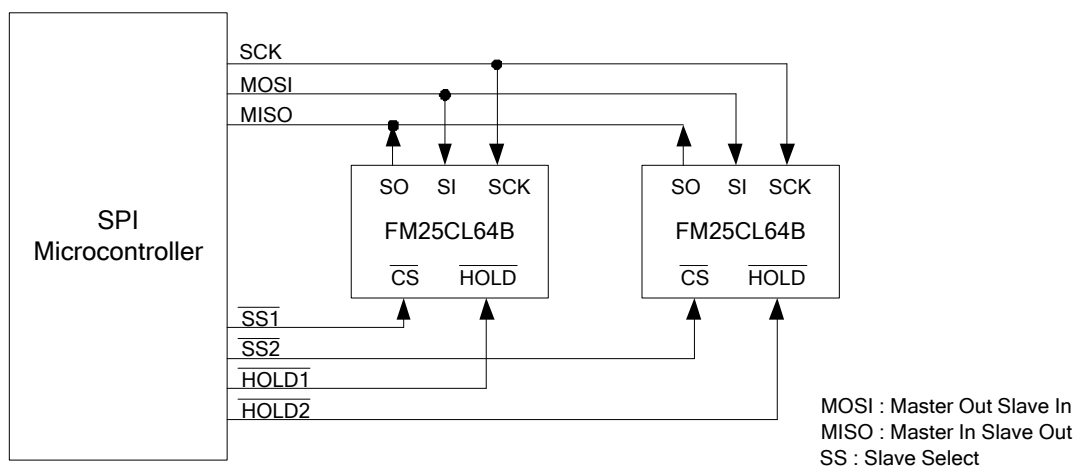 SCK
MOSI
MISO
SO SI SCK
FM25CL64B
CS HOLD
SO SI SCK
FM25CL64B
CS HOLD
SPI
Microcontroller
SS1
SS2
HOLD1
HOLD2
MOSI : Master Out Slave In
MISO : Master In Slave Out
SS : Slave Select